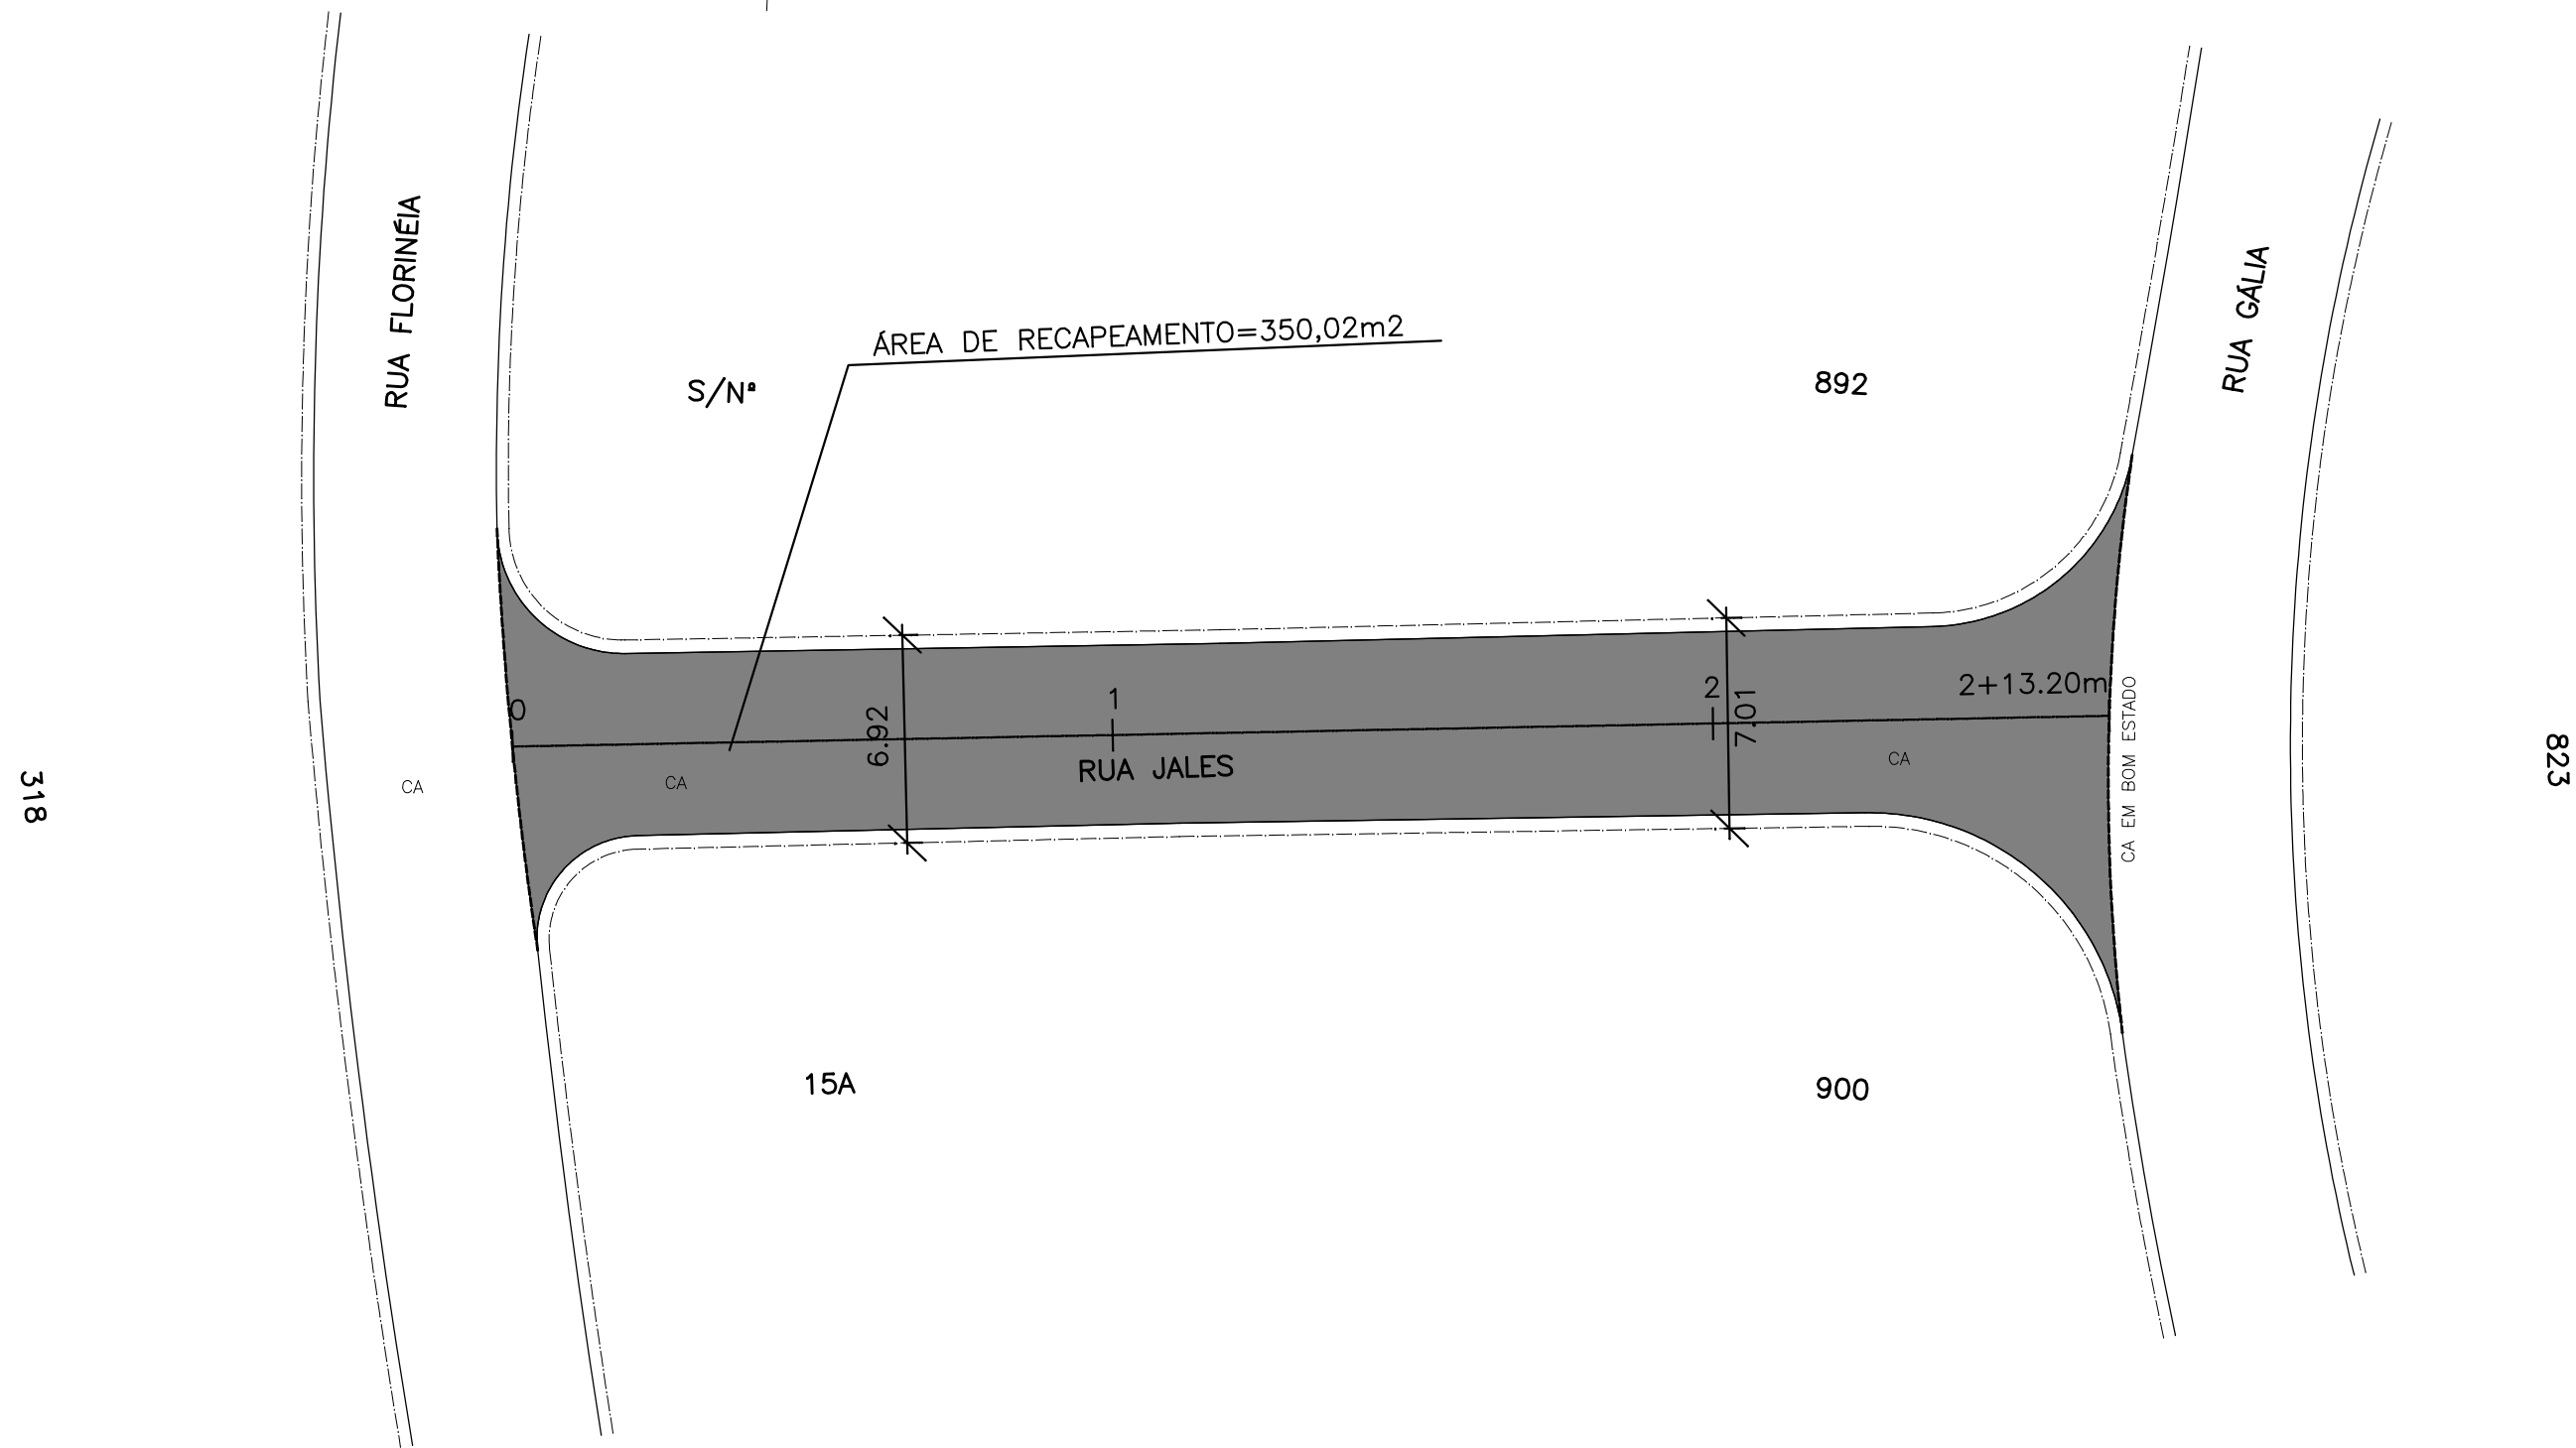 RUA FLORINÉIA
RUA GÁLIA
ÁREA DE RECAPEAMENTO=350,02m2
S/Nª
892
0
6.92
1
2
7.01
2+13.20m
CA EM BOM ESTADO
RUA JALES
CA
CA
CA
318
823
15A
900